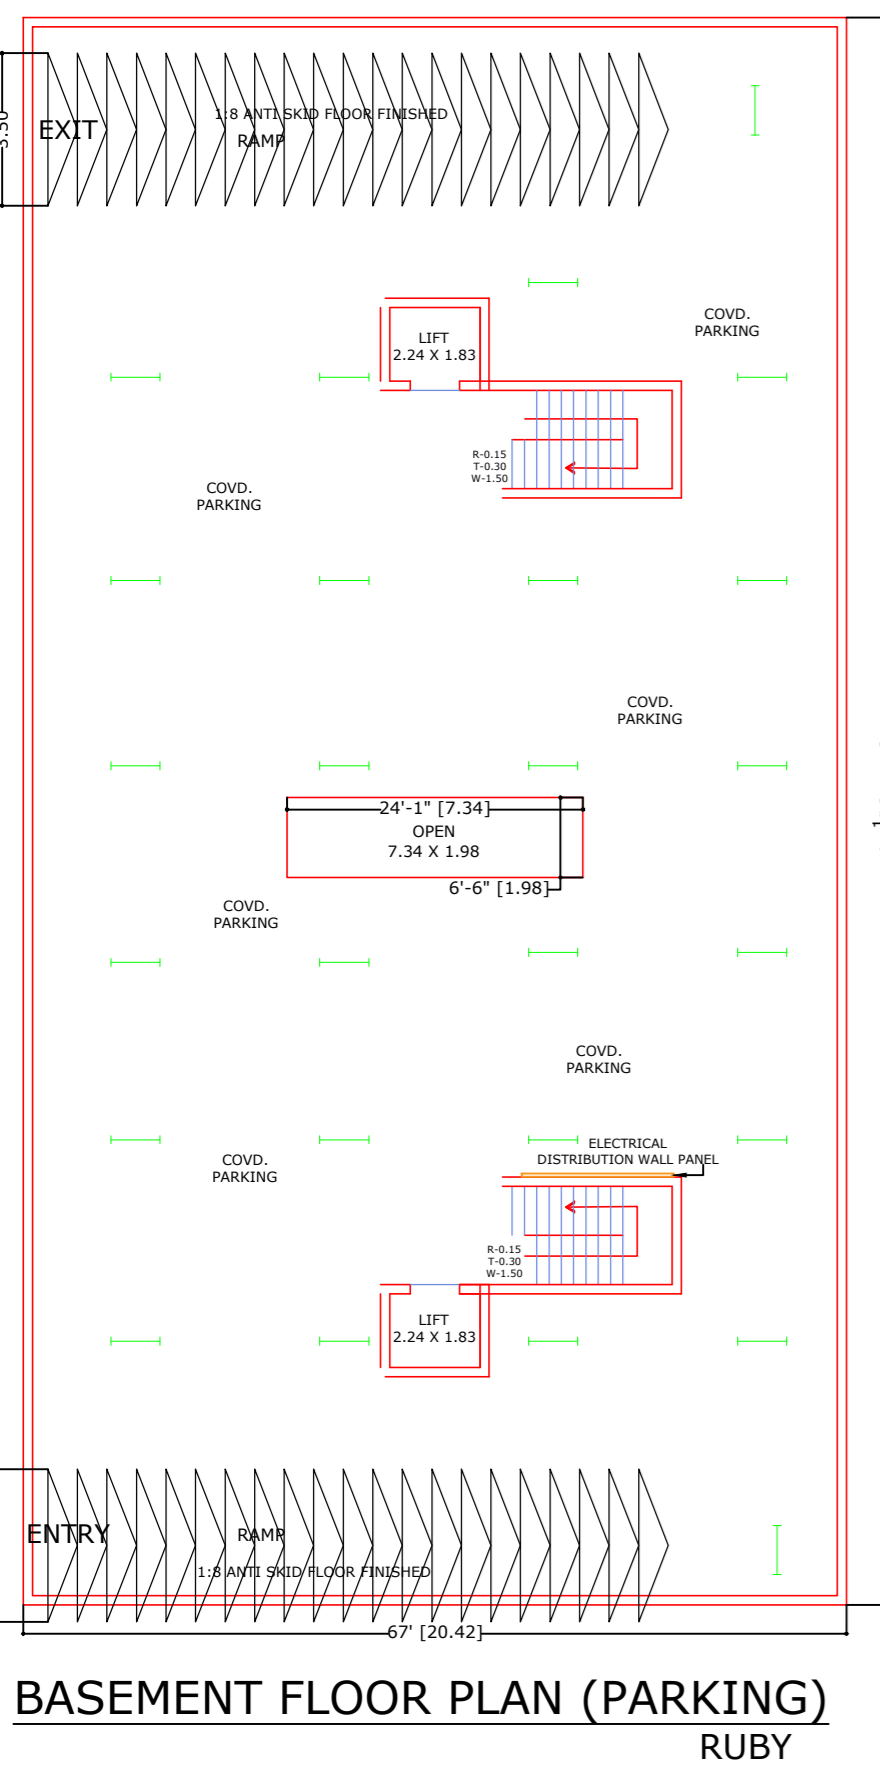 3.50
EXIT
1:8 ANTI SKID FLOOR FINISHED
RAMP
COVD.
PARKING
LIFT
2.24 X 1.83
R-0.15
T-0.30
W-1.50
COVD.
PARKING
COVD.
PARKING
24'-1" [7.34]
OPEN
7.34 X 1.98
6'-6" [1.98]
COVD.
PARKING
COVD.
PARKING
ELECTRICAL
DISTRIBUTION WALL PANEL
COVD.
PARKING
R-0.15
T-0.30
W-1.50
LIFT
2.24 X 1.83
ENTRY
RAMP
1:8 ANTI SKID FLOOR FINISHED
67' [20.42]
BASEMENT FLOOR PLAN (PARKING)
RUBY